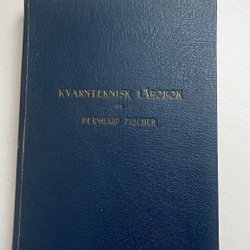 KVARNTEKNISK LÄROBOK
AV
BERNHARD FISCHER